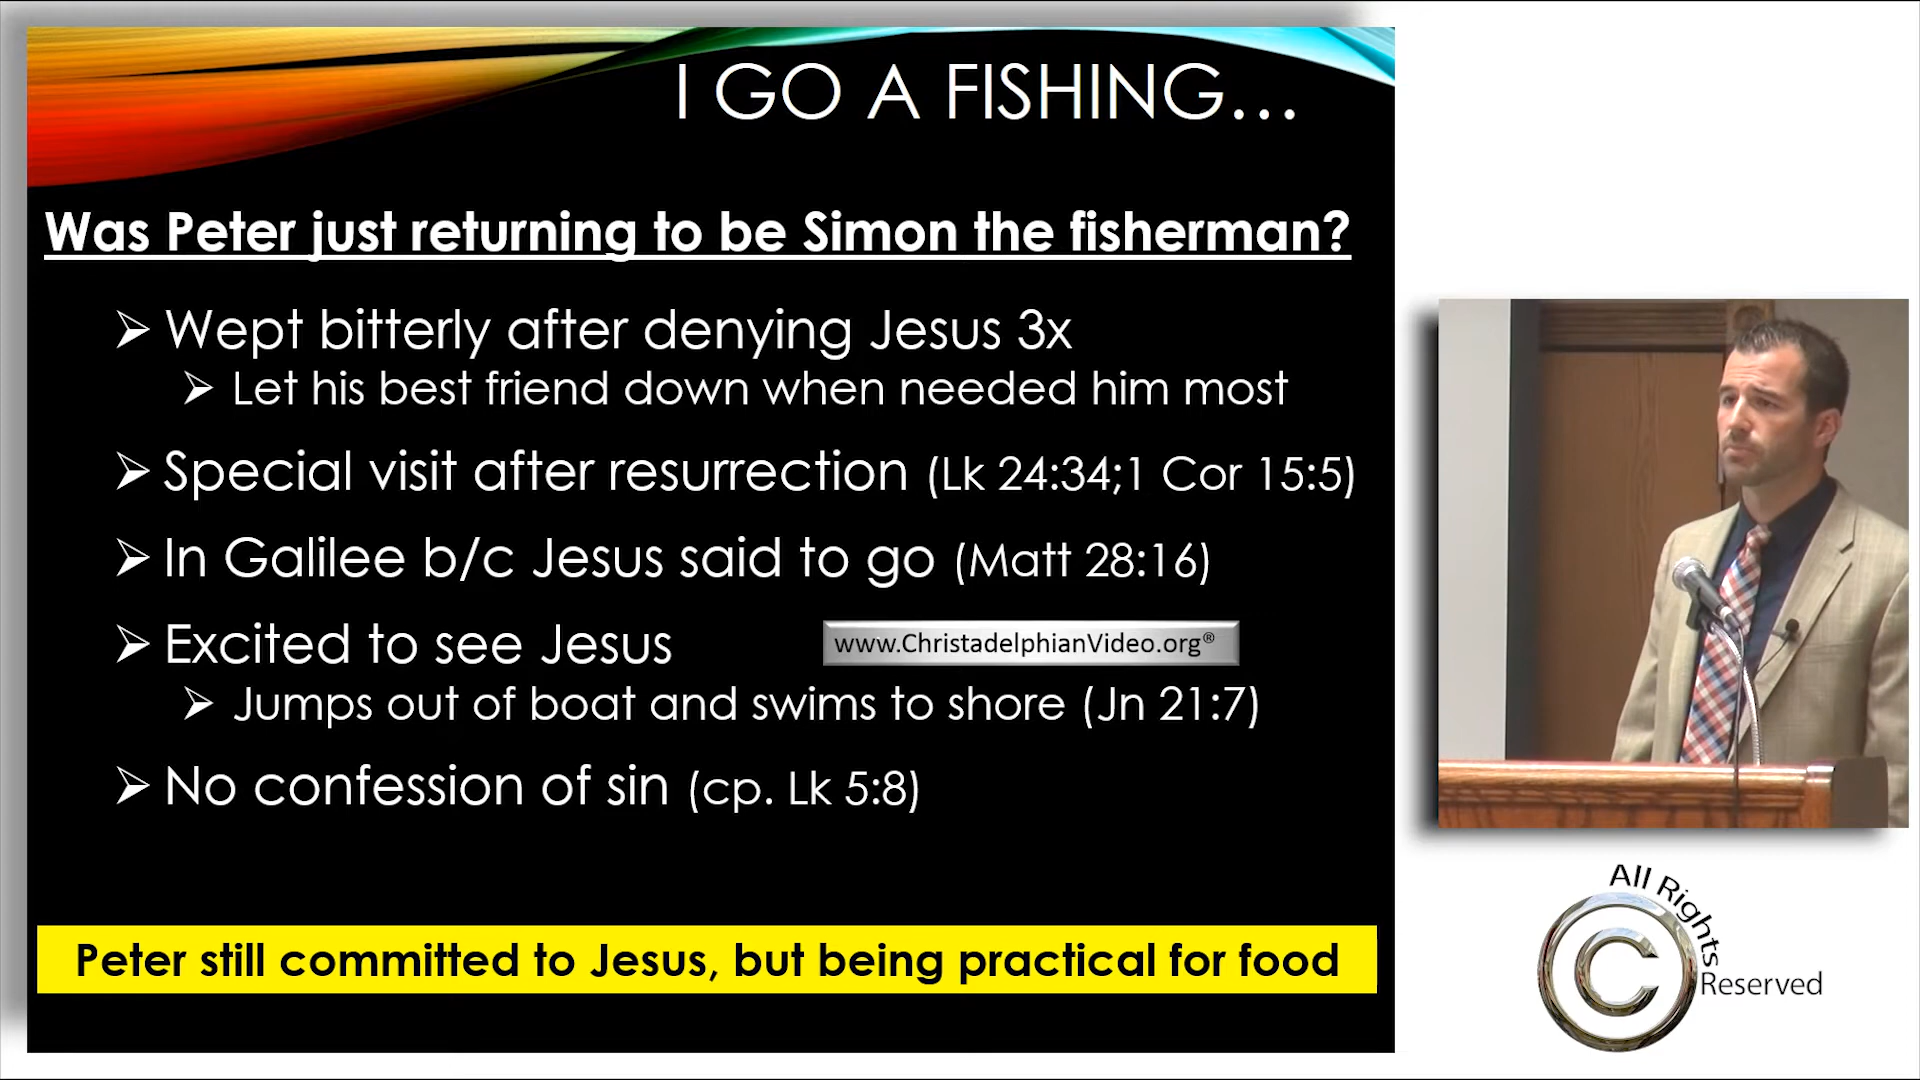 I GO A FISHING...
Was Peter just returning to be Simon the fisherman?
➢ Wept bitterly after denying Jesus 3x
➢ Let his best friend down when needed him most
➢ Special visit after resurrection (Lk 24:34;1 Cor 15:5)
➢ In Galilee b/c Jesus said to go (Matt 28:16)
➢ Excited to see Jesus
www.ChristadelphianVideo.org®
➢ Jumps out of boat and swims to shore (Jn 21:7)
➢ No confession of sin (cp. Lk 5:8)
Peter still committed to Jesus, but being practical for food
All Rights
Reserved
C